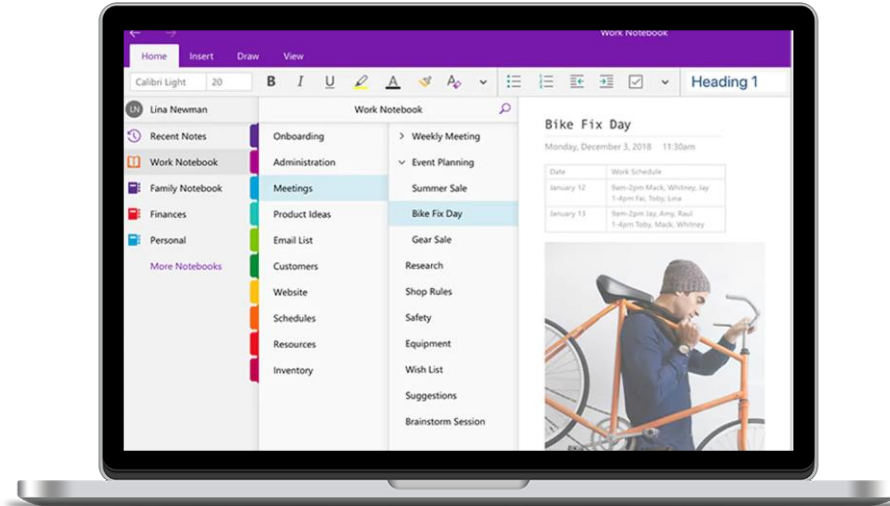 Work Notebook
Home Insert Draw View
Calibri Light 20 B I U A A Heading 1
LN Lina Newman
Recent Notes
Work Notebook
Family Notebook
Finances
Personal
More Notebooks
Work Notebook
Onboarding
Administration
Meetings
Product Ideas
Email List
Customers
Website
Schedules
Resources
Inventory
Weekly Meeting
Event Planning
Summer Sale
Bike Fix Day
Gear Sale
Research
Shop Rules
Safety
Equipment
Wish List
Suggestions
Brainstorm Session
Bike Fix Day
Monday, December 3, 2018 11:30am
Date Work Schedule
January 12 9am-2pm Mack, Whitney, Jay
1-4pm Fai, Toby, Lina
January 13 9am-2pm Jay, Amy, Raul
1-4pm Toby, Mack, Whitney